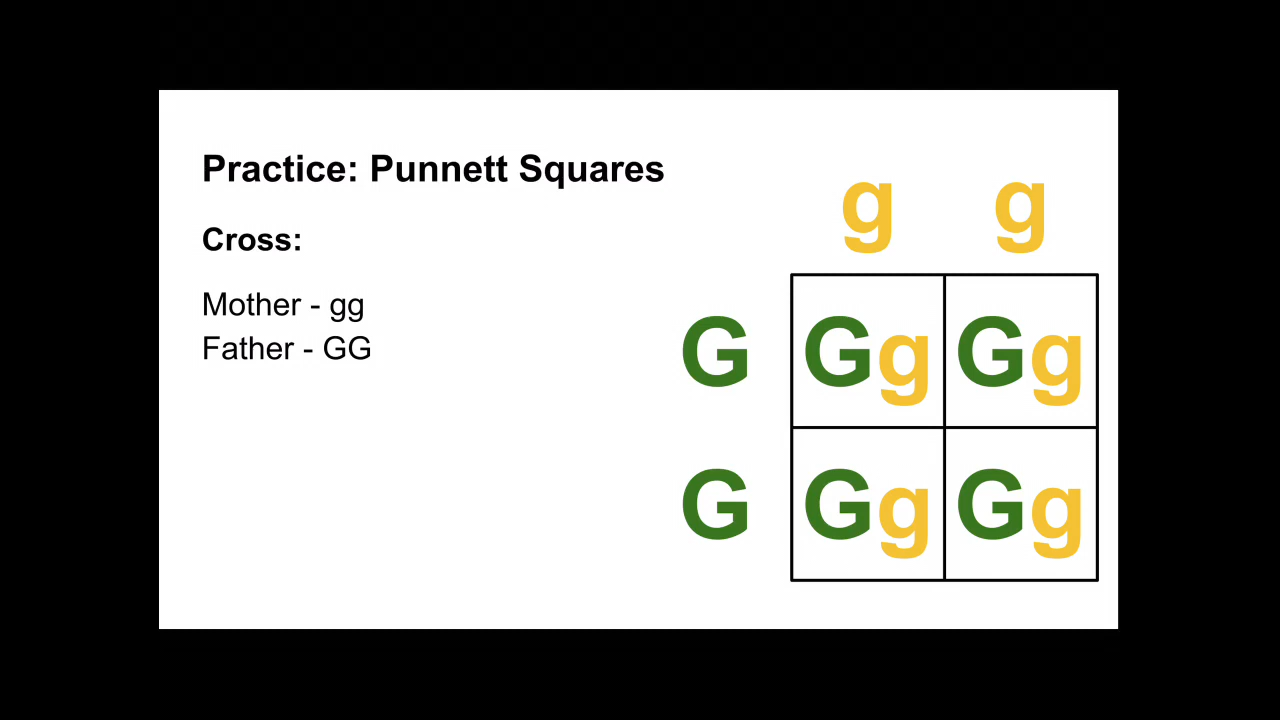 Practice: Punnett Squares
Cross:
Mother - gg
Father - GG
g g
G Gg Gg
G Gg Gg